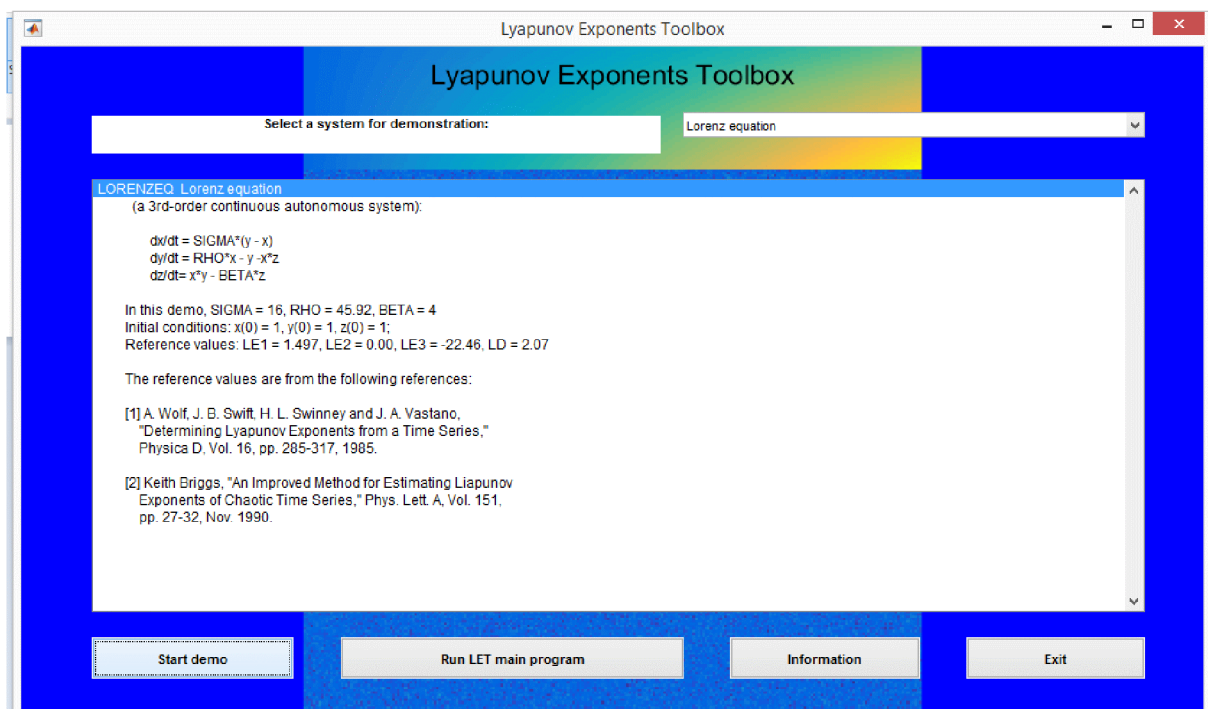 Lyapunov Exponents Toolbox
Lyapunov Exponents Toolbox
Select a system for demonstration:
Lorenz equation
LORENZEQ Lorenz equation
(a 3rd-order continuous autonomous system):
dx/dt = SIGMA*(y - x)
dy/dt = RHO*x - y -x*z
dz/dt= x*y - BETA*z
In this demo, SIGMA = 16, RHO = 45.92, BETA = 4
Initial conditions: x(0) = 1, y(0) = 1, z(0) = 1;
Reference values: LE1 = 1.497, LE2 = 0.00, LE3 = -22.46, LD = 2.07
The reference values are from the following references:
[1] A. Wolf, J. B. Swift, H. L. Swinney and J. A. Vastano,
"Determining Lyapunov Exponents from a Time Series,"
Physica D, Vol. 16, pp. 285-317, 1985.
[2] Keith Briggs, "An Improved Method for Estimating Liapunov
Exponents of Chaotic Time Series," Phys. Lett. A, Vol. 151,
pp. 27-32, Nov. 1990.
Start demo
Run LET main program
Information
Exit